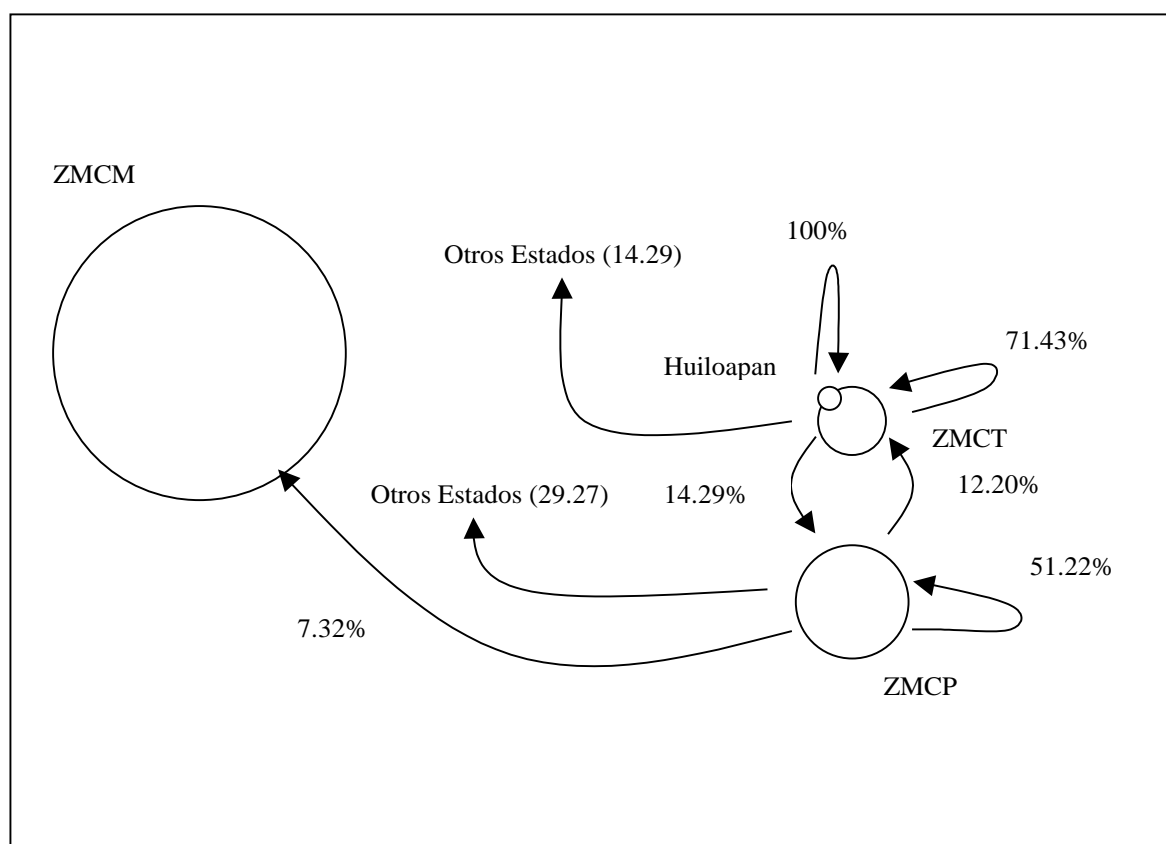 ZMCM
100%
Otros Estados (14.29)
71.43%
Huiloapan
ZMCT
Otros Estados (29.27)
14.29%
12.20%
51.22%
7.32%
ZMCP